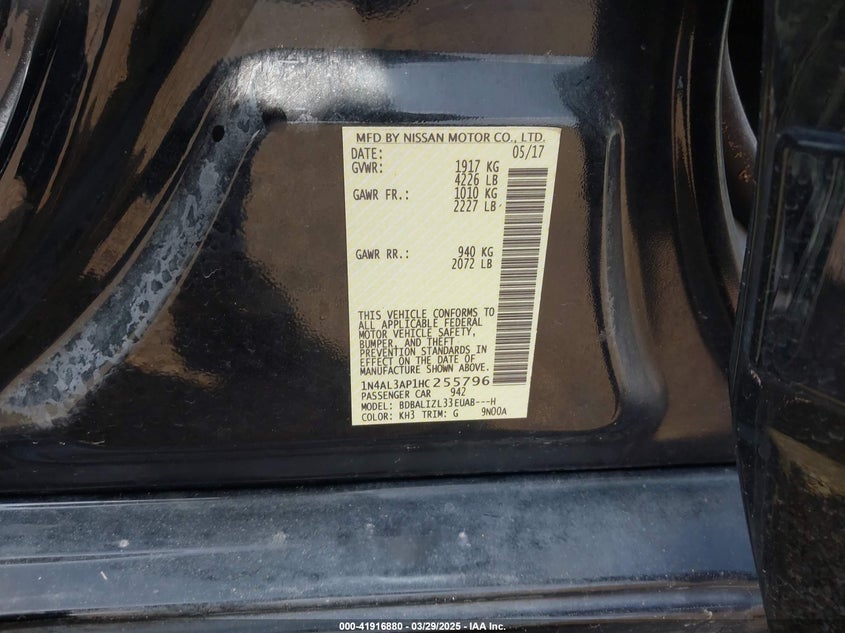 MFD BY NISSAN MOTOR CO., LTD.
DATE: 05/17
GVWR: 1917 KG
4226 LB
GAWR FR.: 1010 KG
2227 LB
GAWR RR.: 940 KG
2072 LB
THIS VEHICLE CONFORMS TO
ALL APPLICABLE FEDERAL
MOTOR VEHICLE SAFETY,
BUMPER, AND THEFT
PREVENTION STANDARDS IN
EFFECT ON THE DATE OF
MANUFACTURE SHOWN ABOVE.
1N4AL3AP1HC255796
PASSENGER CAR 942
MODEL: BDBALIZL33EUAB---H
COLOR: KH3 TRIM: G 9N00A
000-41916880 - 03/29/2025 - IAA Inc.